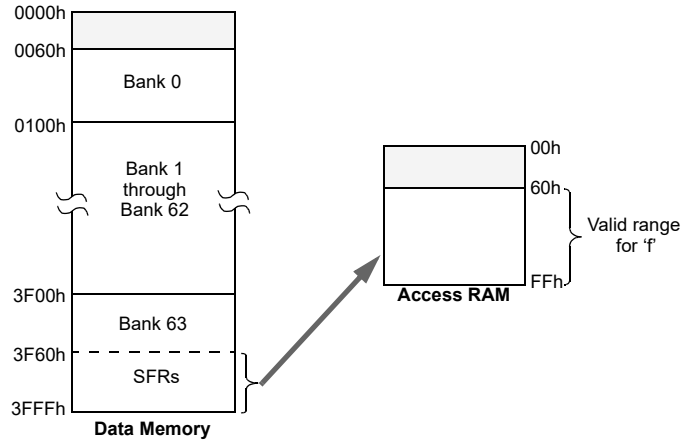 0000h
0060h
Bank 0
0100h
Bank 1
through
Bank 62
3F00h
Bank 63
3F60h
SFRs
3FFFh
Data Memory
00h
60h
Valid range
for ‘f’
FFh
Access RAM